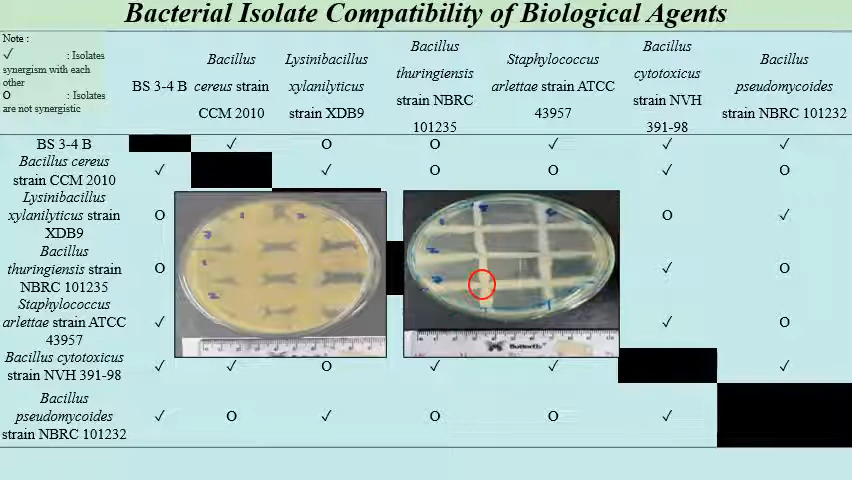 Bacterial Isolate Compatibility of Biological Agents
Note :
✓ : Isolates
synergism with each
other
O : Isolates
are not synergistic
BS 3-4 B
Bacillus
cereus strain
CCM 2010
Lysinibacillus
xylanilyticus
strain XDB9
Bacillus
thuringiensis
strain NBRC
101235
Staphylococcus
arlettae strain ATCC
43957
Bacillus
cytotoxicus
strain NVH
391-98
Bacillus
pseudomycoides
strain NBRC 101232
BS 3-4 B ✓ O O ✓ ✓ ✓
Bacillus cereus
strain CCM 2010 ✓ ✓ O O ✓ O
Lysinibacillus
xylanilyticus strain
XDB9 O O ✓
Bacillus
thuringiensis strain
NBRC 101235 O ✓ O
Staphylococcus
arlettae strain ATCC
43957 ✓ ✓ O
Bacillus cytotoxicus
strain NVH 391-98 ✓ ✓ O ✓ ✓ ✓
Bacillus
pseudomycoides
strain NBRC 101232 ✓ O ✓ O O ✓
Butterfly